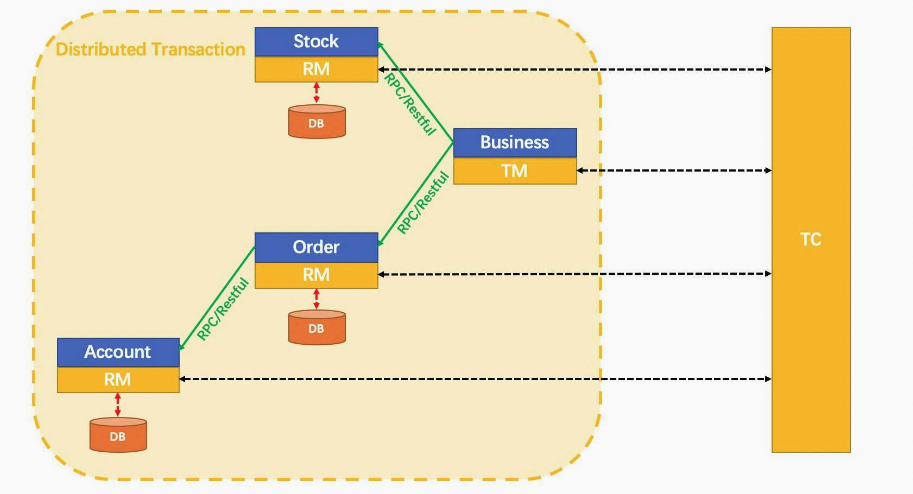 Distributed Transaction
Stock
RM
DB
RPC/Restful
Business
TM
RPC/Restful
TC
Order
RM
DB
RPC/Restful
Account
RM
DB